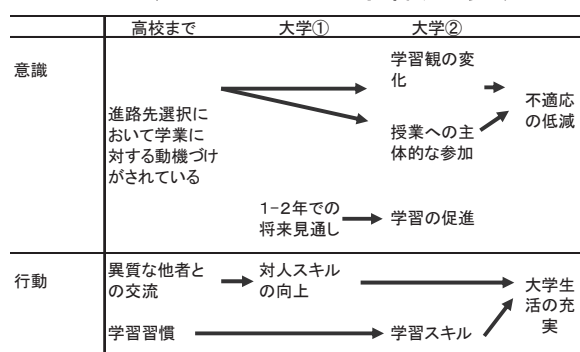 高校まで
大学①
大学②
意識
進路先選択に
おいて学業に
対する動機づけ
がされている
学習観の変
化
授業への主
体的な参加
不適応
の低減
1-2年での
将来見通し
学習の促進
行動
異質な他者と
の交流
対人スキル
の向上
大学生
活の充
実
学習習慣
学習スキル